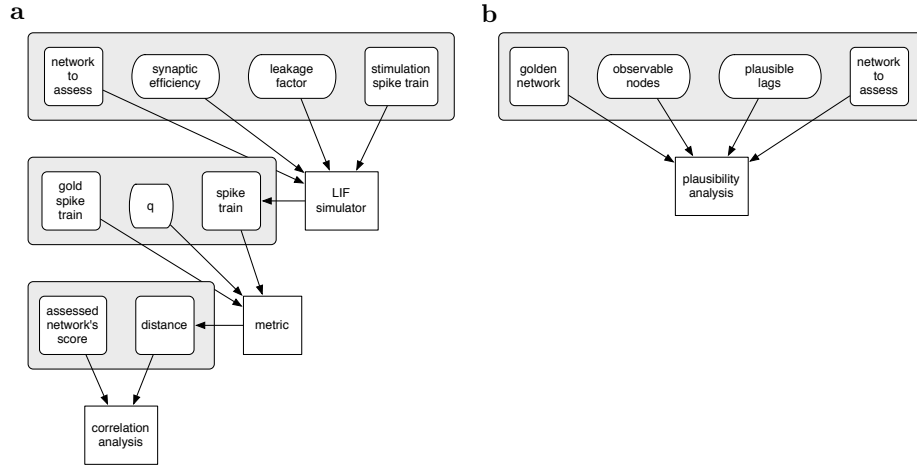 a
network
to
assess
synaptic
efficiency
leakage
factor
stimulation
spike train
gold
spike
train
q
spike
train
LIF
simulator
assessed
network's
score
distance
metric
correlation
analysis
b
golden
network
observable
nodes
plausible
lags
network
to
assess
plausibility
analysis